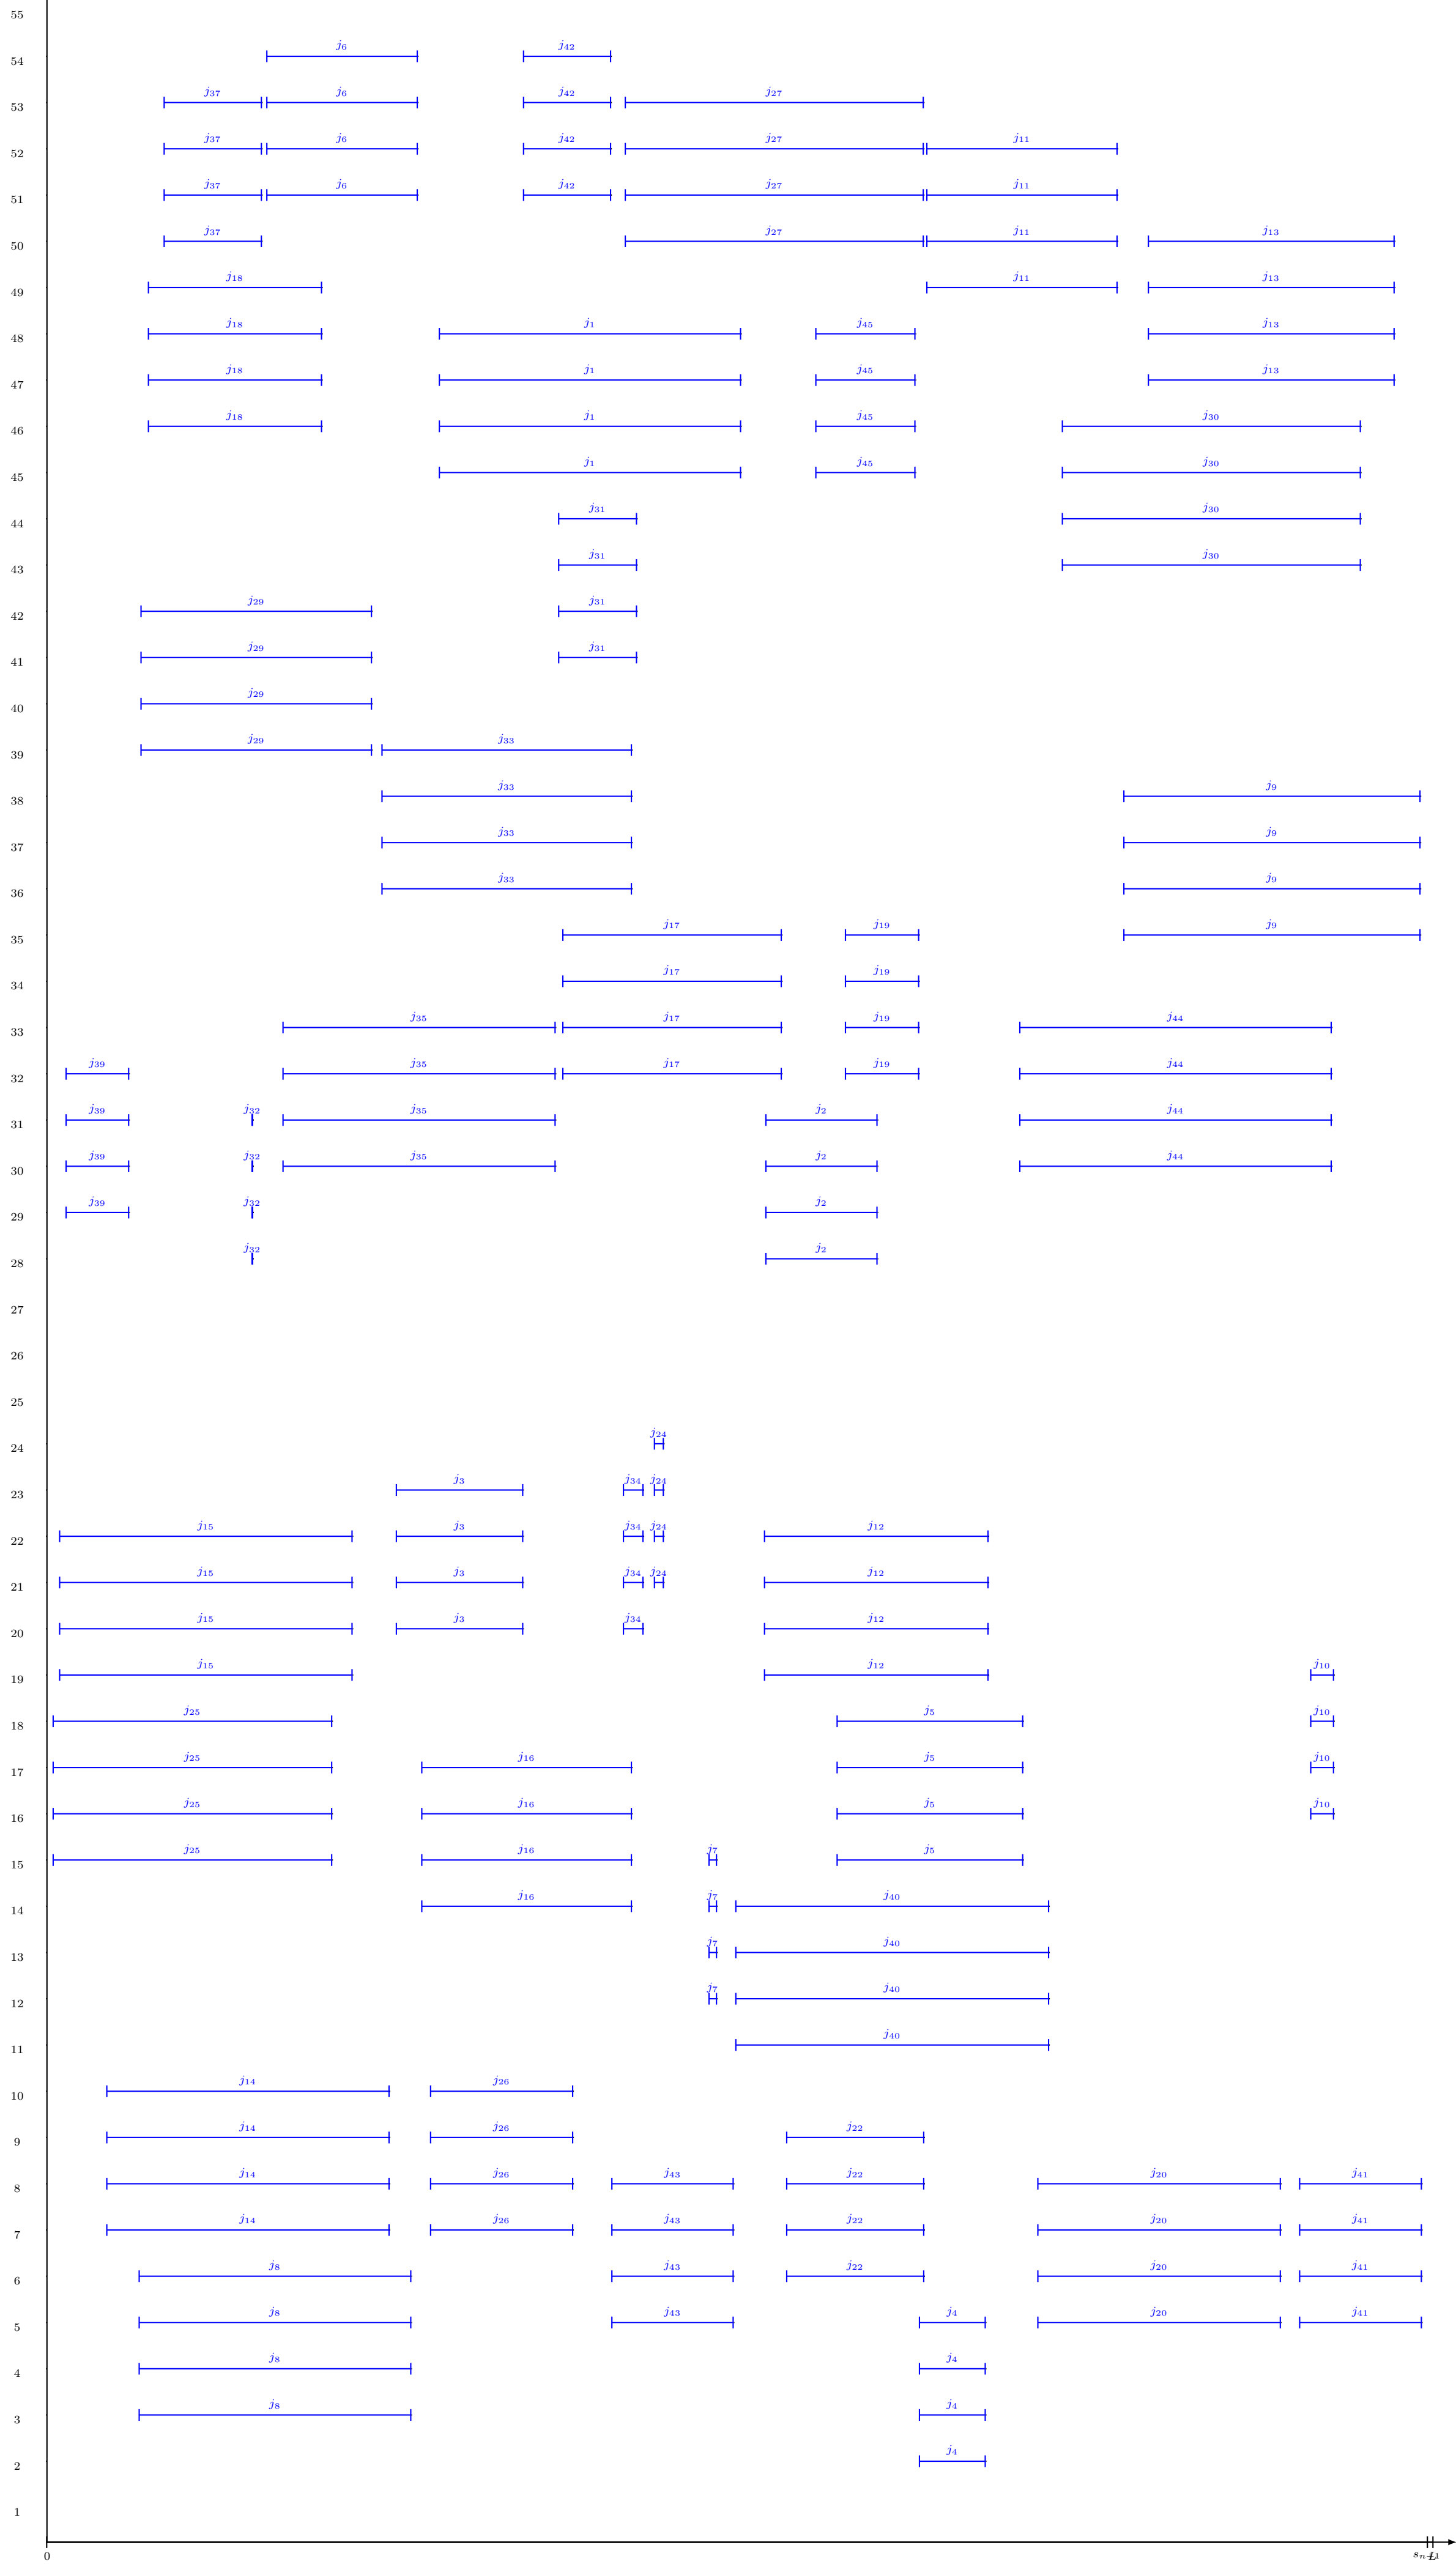 55
54 j₆ j₄₂
53 j₃₇ j₆ j₄₂ j₂₇
52 j₃₇ j₆ j₄₂ j₂₇ j₁₁
51 j₃₇ j₆ j₄₂ j₂₇ j₁₁
50 j₃₇ j₂₇ j₁₁ j₁₃
49 j₁₈ j₁₁ j₁₃
48 j₁₈ j₁ j₄₅ j₁₃
47 j₁₈ j₁ j₄₅ j₁₃
46 j₁₈ j₁ j₄₅ j₃₀
45 j₁ j₄₅ j₃₀
44 j₃₁ j₃₀
43 j₃₁ j₃₀
42 j₂₉ j₃₁
41 j₂₉ j₃₁
40 j₂₉
39 j₂₉ j₃₃
38 j₃₃ j₉
37 j₃₃ j₉
36 j₃₃ j₉
35 j₁₇ j₁₉ j₉
34 j₁₇ j₁₉
33 j₃₅ j₁₇ j₁₉ j₄₄
32 j₃₉ j₃₅ j₁₇ j₁₉ j₄₄
31 j₃₉ j₃₂ j₃₅ j₂ j₄₄
30 j₃₉ j₃₂ j₃₅ j₂ j₄₄
29 j₃₉ j₃₂ j₂
28 j₃₂ j₂
27
26
25
24 j₂₄
23 j₃ j₃₄ j₂₄
22 j₁₅ j₃ j₃₄ j₂₄ j₁₂
21 j₁₅ j₃ j₃₄ j₂₄ j₁₂
20 j₁₅ j₃ j₃₄ j₁₂
19 j₁₅ j₁₂ j₁₀
18 j₂₅ j₅ j₁₀
17 j₂₅ j₁₆ j₅ j₁₀
16 j₂₅ j₁₆ j₅ j₁₀
15 j₂₅ j₁₆ j₇ j₅
14 j₁₆ j₇ j₄₀
13 j₇ j₄₀
12 j₇ j₄₀
11 j₄₀
10 j₁₄ j₂₆
9 j₁₄ j₂₆ j₂₂
8 j₁₄ j₂₆ j₄₃ j₂₂ j₂₀ j₄₁
7 j₁₄ j₂₆ j₄₃ j₂₂ j₂₀ j₄₁
6 j₈ j₄₃ j₂₂ j₂₀ j₄₁
5 j₈ j₄₃ j₄ j₂₀ j₄₁
4 j₈ j₄
3 j₈ j₄
2 j₄
1
0